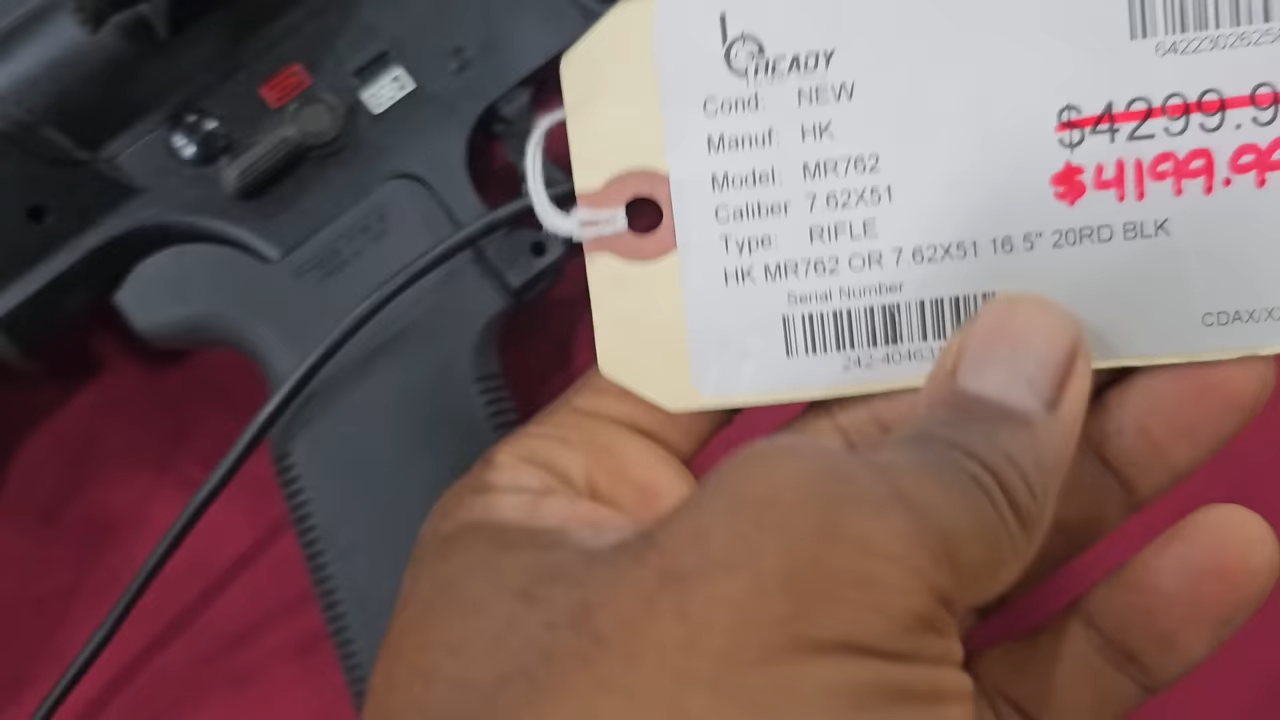 READY
Cond: NEW
Manuf: HK
Model: MR762
Caliber 7.62X51
Type: RIFLE
HK MR762 OR 7.62X51 16.5" 20RD BLK
Serial Number
$4299.9
$4199.99
CDAX/X